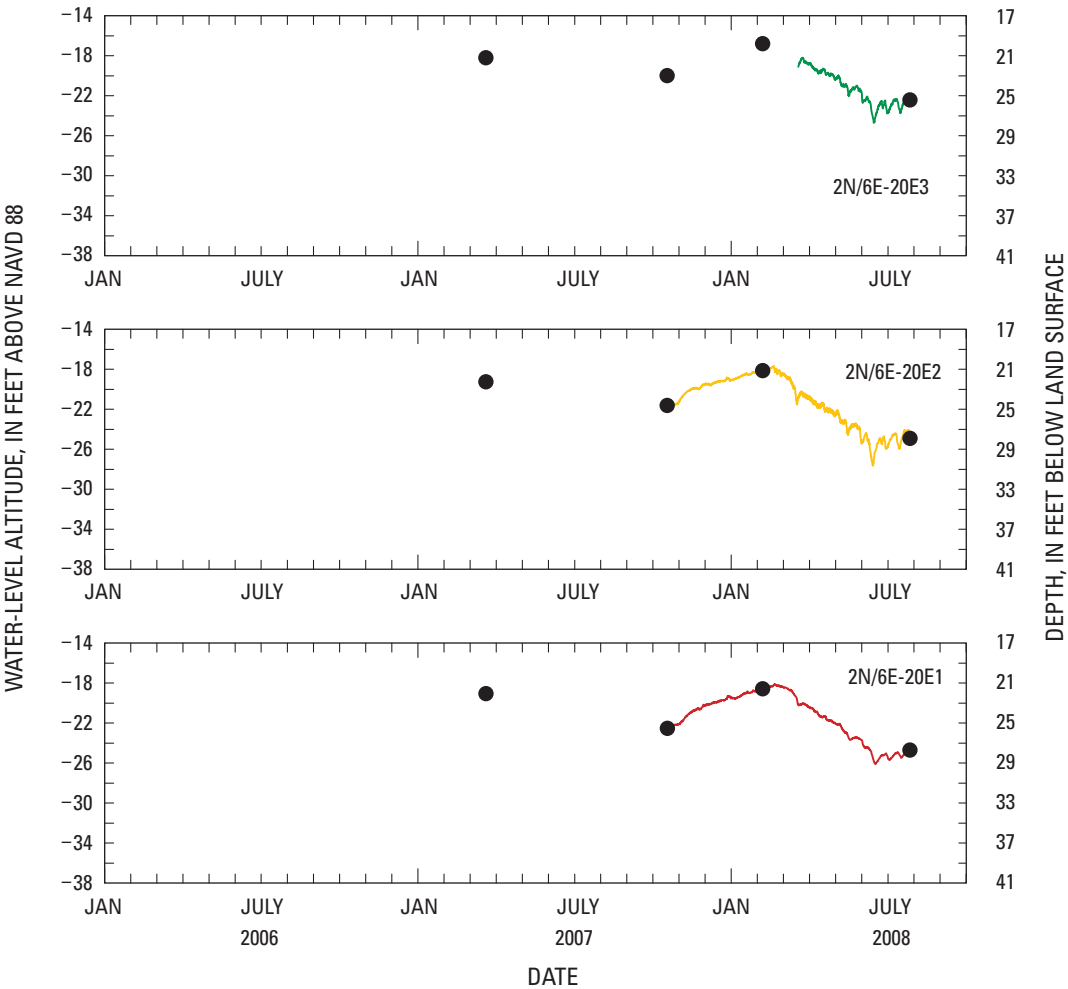 WATER-LEVEL ALTITUDE, IN FEET ABOVE NAVD 88
DEPTH, IN FEET BELOW LAND SURFACE
−14 17
−18 21
−22 25
−26 29
−30 33
−34 37
−38 41
2N/6E-20E3
JAN JULY JAN JULY JAN JULY
−14 17
−18 21
−22 25
−26 29
−30 33
−34 37
−38 41
2N/6E-20E2
JAN JULY JAN JULY JAN JULY
−14 17
−18 21
−22 25
−26 29
−30 33
−34 37
−38 41
2N/6E-20E1
JAN JULY JAN JULY JAN JULY
2006 2007 2008
DATE